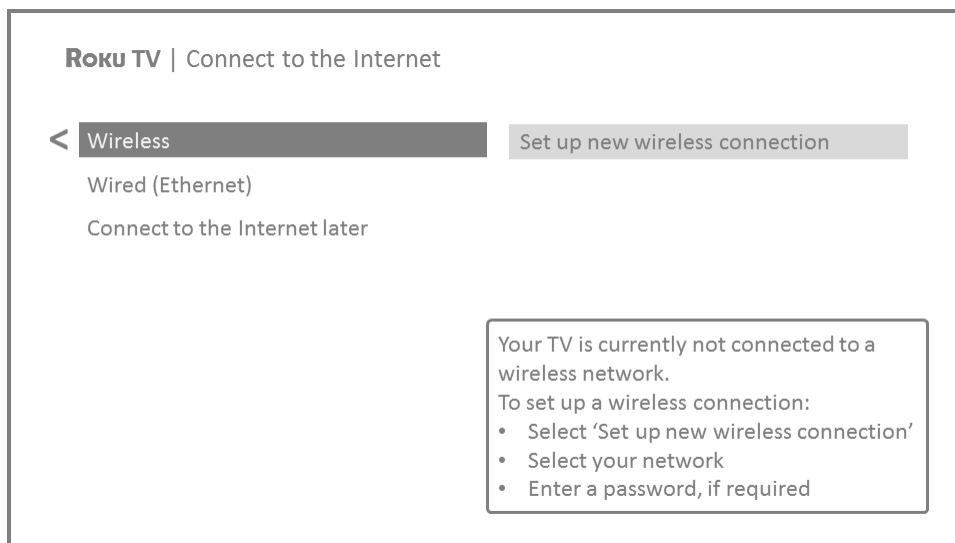 ROKU TV | Connect to the Internet
< Wireless
Set up new wireless connection
Wired (Ethernet)
Connect to the Internet later
Your TV is currently not connected to a
wireless network.
To set up a wireless connection:
• Select ‘Set up new wireless connection’
• Select your network
• Enter a password, if required